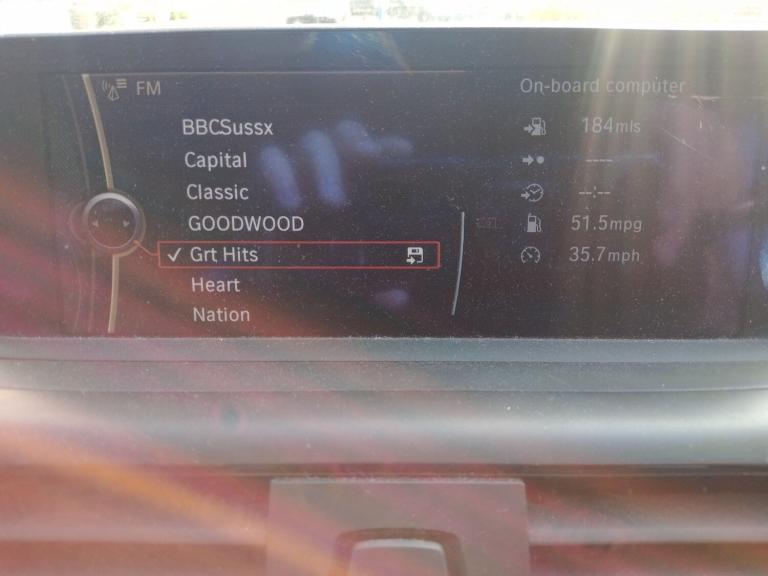 FM
BBCSussx
Capital
Classic
GOODWOOD
Grt Hits
Heart
Nation
On-board computer
184mls
----
--:--
51.5mpg
35.7mph